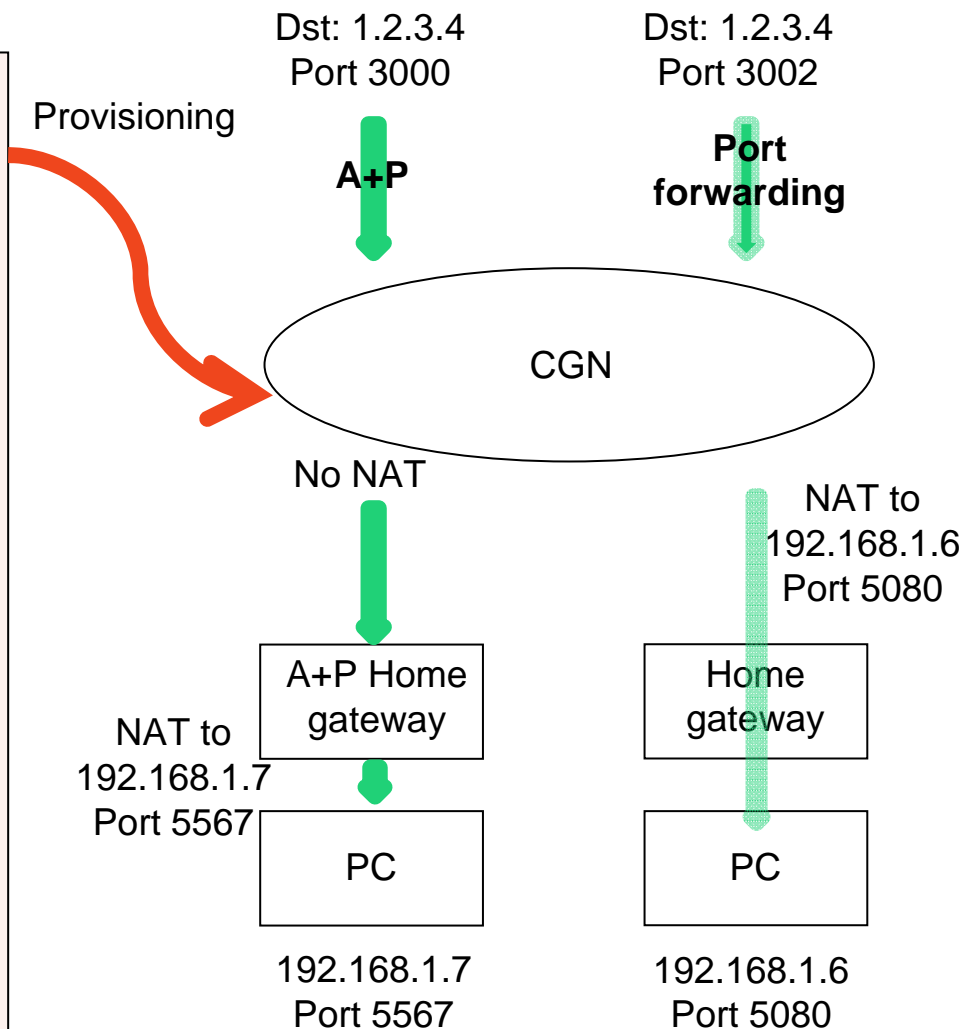 Dst: 1.2.3.4
Port 3000
Dst: 1.2.3.4
Port 3002
Provisioning
A+P
Port
forwarding
CGN
No NAT
NAT to
192.168.1.6
Port 5080
A+P Home
gateway
Home
gateway
NAT to
192.168.1.7
Port 5567
PC
PC
192.168.1.7
Port 5567
192.168.1.6
Port 5080